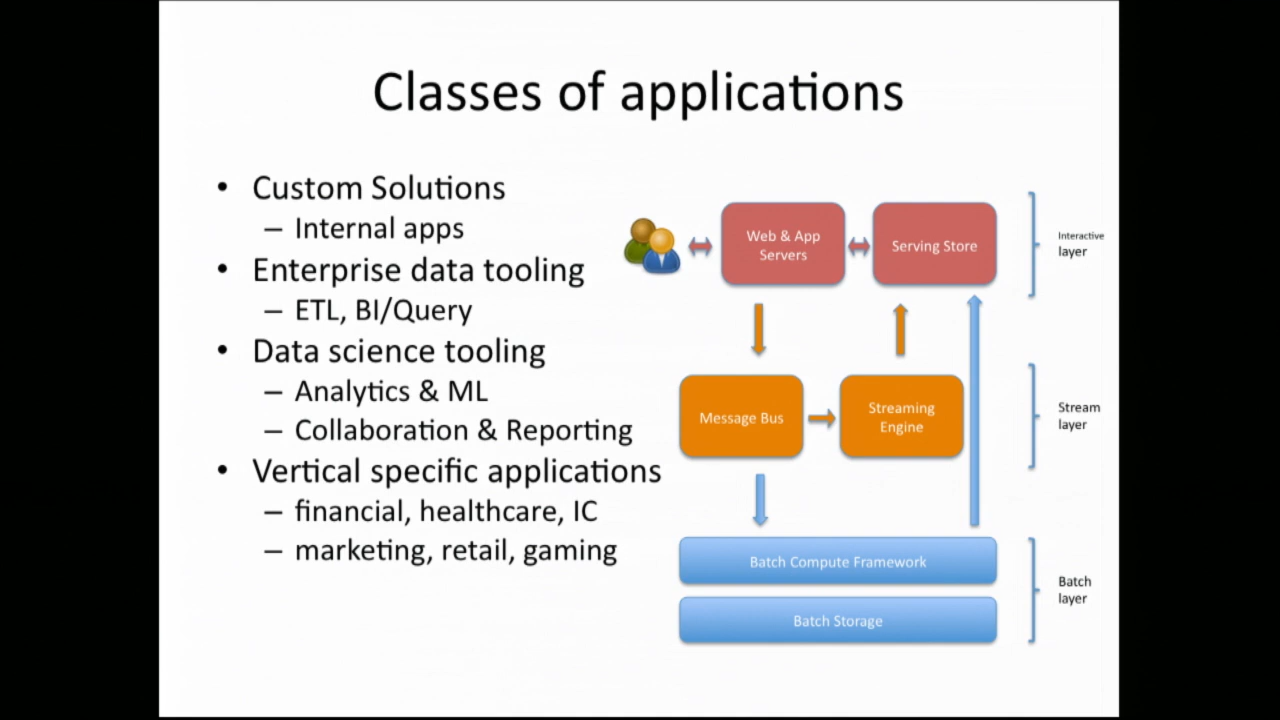 Classes of applications
• Custom Solutions
– Internal apps
• Enterprise data tooling
– ETL, BI/Query
• Data science tooling
– Analytics & ML
– Collaboration & Reporting
• Vertical specific applications
– financial, healthcare, IC
– marketing, retail, gaming
Web & App
Servers
Serving Store
Interactive
layer
Message Bus
Streaming
Engine
Stream
layer
Batch Compute Framework
Batch Storage
Batch
layer